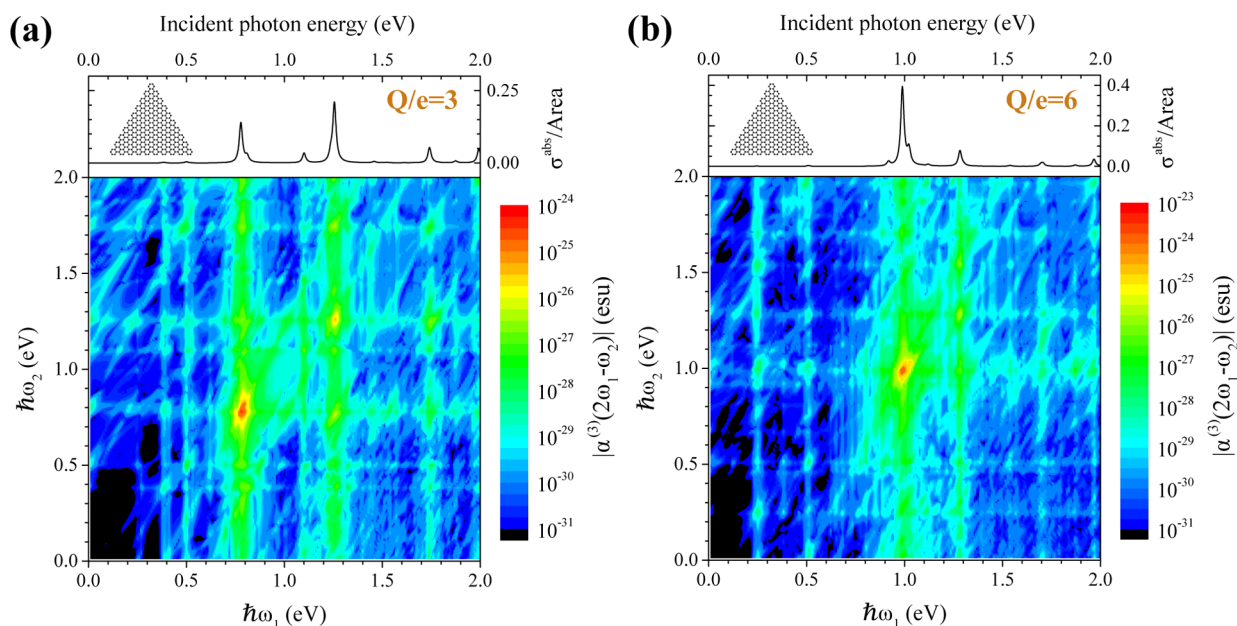 (a)
Incident photon energy (eV)
0.0 0.5 1.0 1.5 2.0
Q/e=3
0.25
0.00
σ^abs/Area
2.0
1.5
1.0
0.5
0.0
ħω₂ (eV)
0.0 0.5 1.0 1.5 2.0
ħω₁ (eV)
10^-24
10^-25
10^-26
10^-27
10^-28
10^-29
10^-30
10^-31
|α^(3)(2ω₁-ω₂)| (esu)
(b)
Incident photon energy (eV)
0.0 0.5 1.0 1.5 2.0
Q/e=6
0.4
0.2
0.0
σ^abs/Area
2.0
1.5
1.0
0.5
0.0
ħω₂ (eV)
0.0 0.5 1.0 1.5 2.0
ħω₁ (eV)
10^-23
10^-24
10^-25
10^-26
10^-27
10^-28
10^-29
10^-30
10^-31
|α^(3)(2ω₁-ω₂)| (esu)